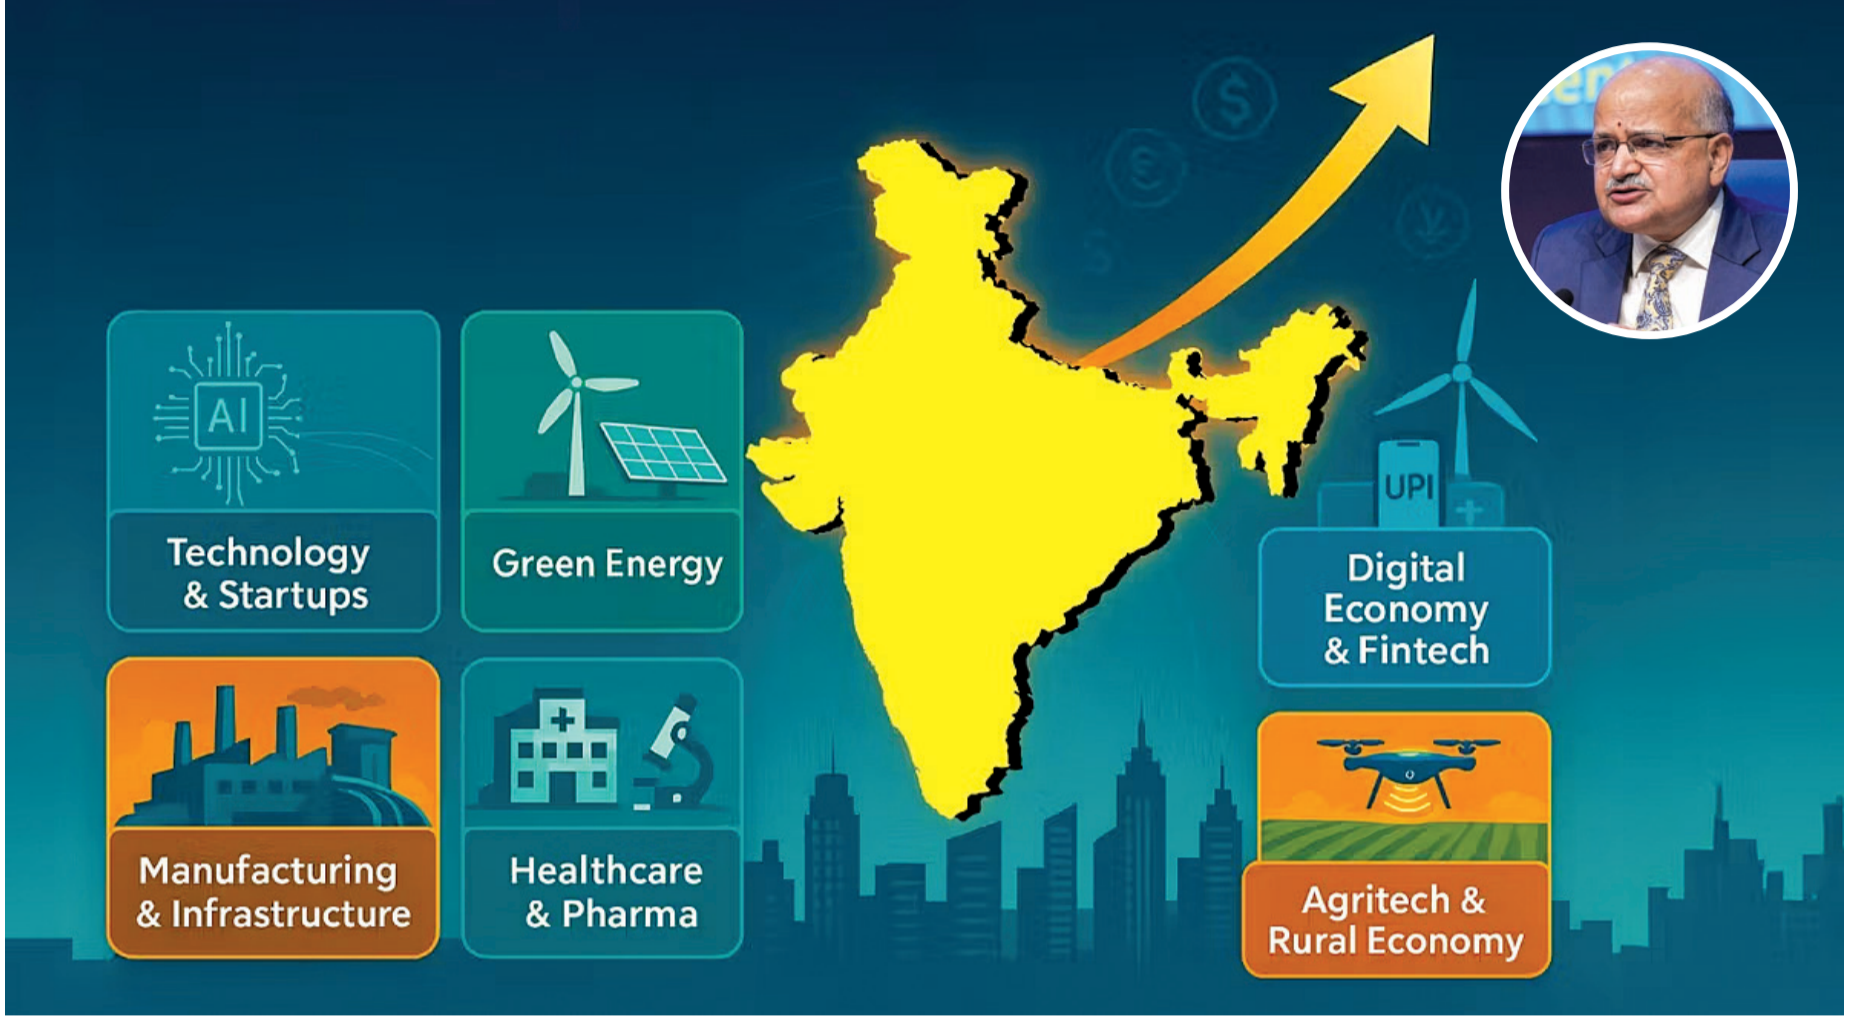 AI
Technology
& Startups
Green Energy
Manufacturing
& Infrastructure
Healthcare
& Pharma
UPI
Digital
Economy
& Fintech
Agritech &
Rural Economy
$
€
¥
$